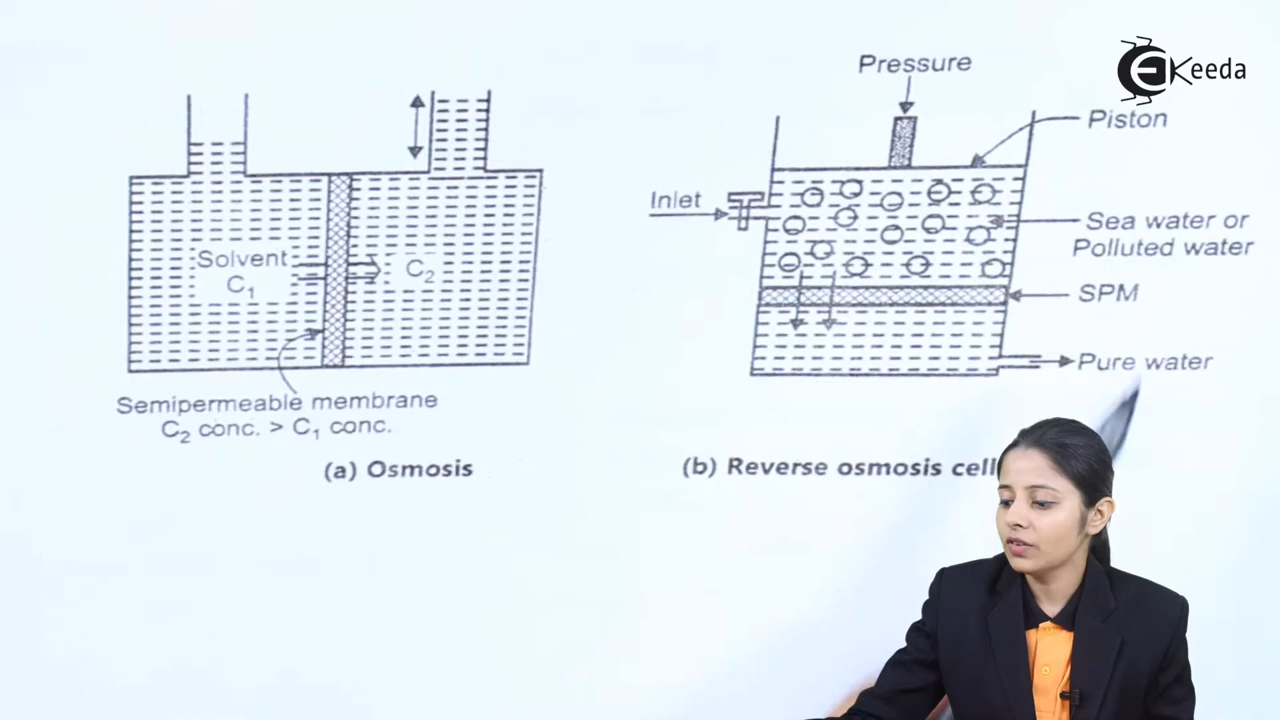 EKeeda
Pressure
Piston
Inlet
Sea water or
Polluted water
Solvent
C₁
C₂
SPM
Pure water
Semipermeable membrane
C₂ conc. > C₁ conc.
(a) Osmosis
(b) Reverse osmosis cell